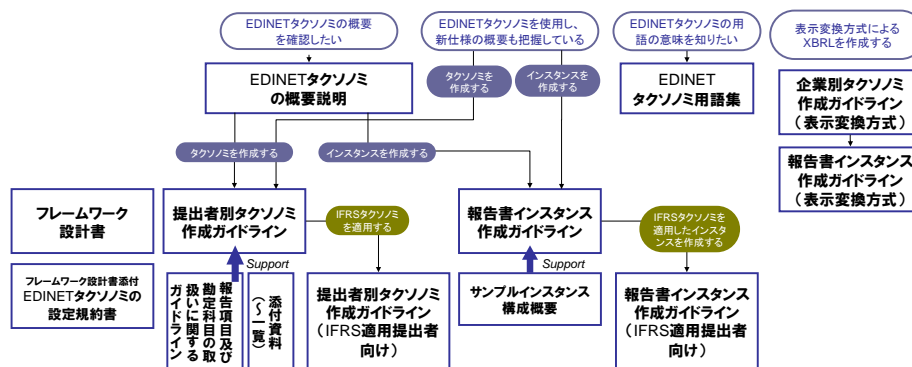 EDINETタクソノミの概要
を確認したい
EDINETタクソノミを使用し、
新仕様の概要も把握している
EDINETタクソノミの用
語の意味を知りたい
表示変換方式による
XBRLを作成する
EDINETタクソノミ
の概要説明
タクソノミを
作成する
インスタンスを
作成する
EDINET
タクソノミ用語集
企業別タクソノミ
作成ガイドライン
(表示変換方式)
タクソノミを作成する
インスタンスを作成する
報告書インスタンス
作成ガイドライン
(表示変換方式)
フレームワーク
設計書
提出者別タクソノミ
作成ガイドライン
IFRSタクソノミ
を適用する
報告書インスタンス
作成ガイドライン
IFRSタクソノミを
適用したインスタ
ンスを作成する
Support
Support
フレームワーク設計書添付
EDINETタクソノミの
設定規約書
報告項目及び
勘定科目の取
扱いに関する
ガイドライン
添付資料
(~一覧)
提出者別タクソノミ
作成ガイドライン
(IFRS適用提出者
向け)
サンプルインスタンス
構成概要
報告書インスタンス
作成ガイドライン
(IFRS適用提出者
向け)